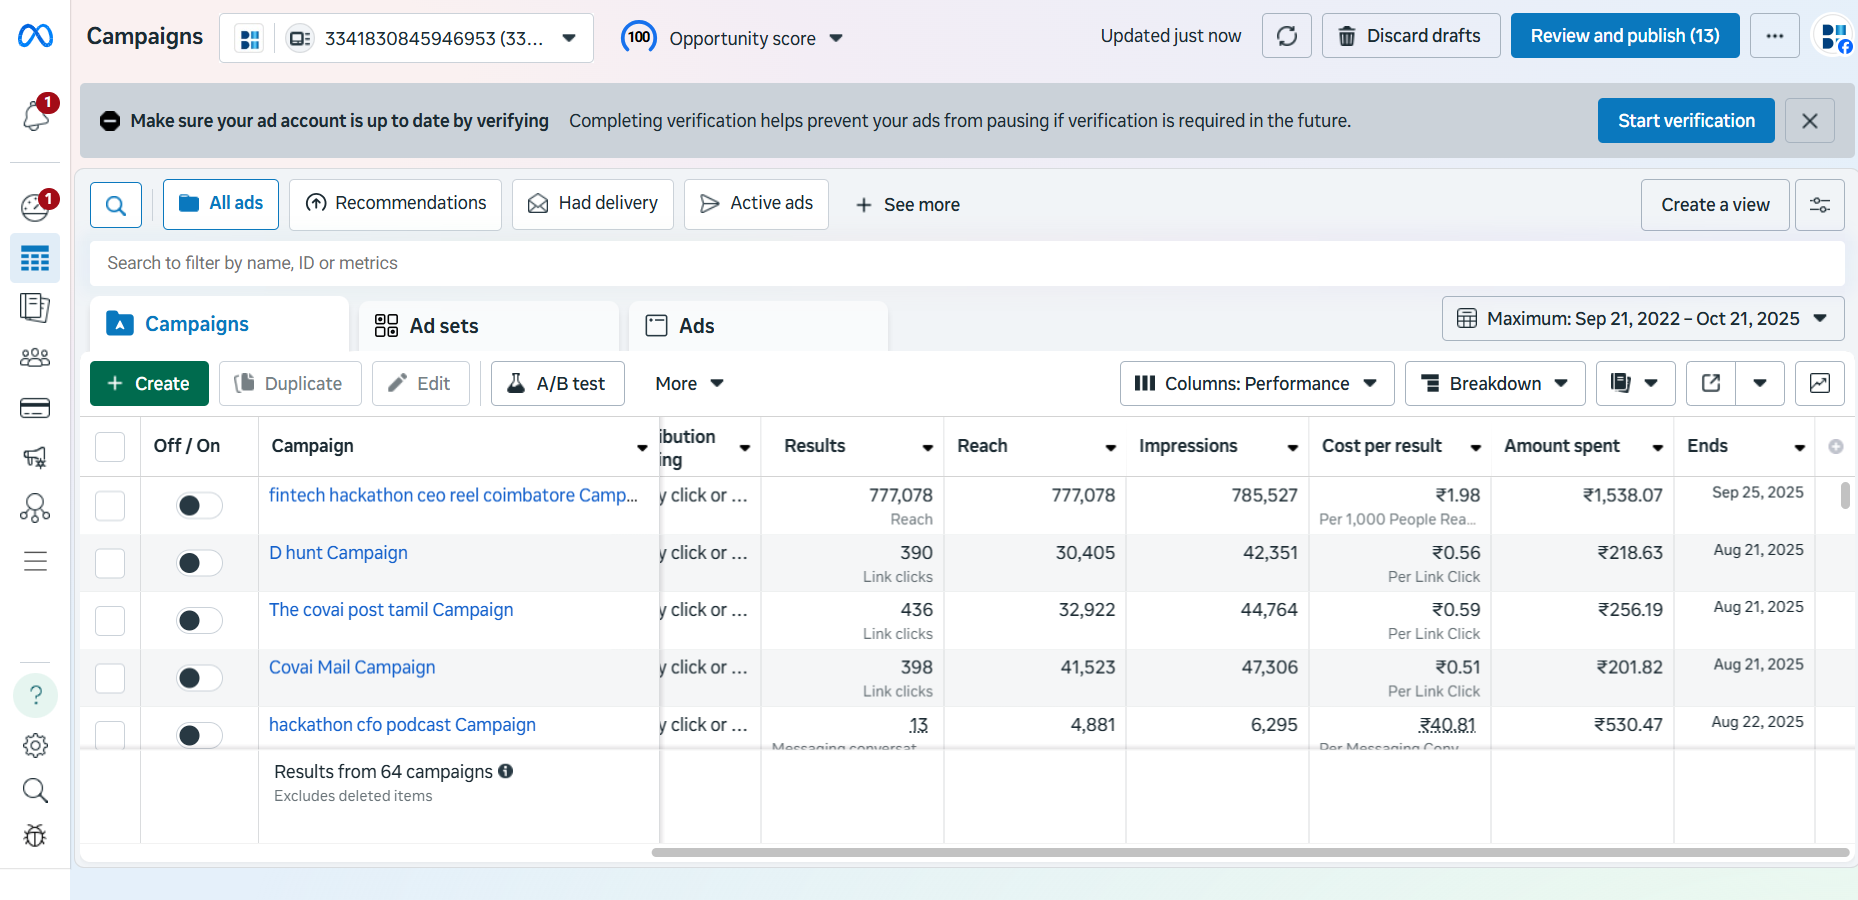 Campaigns
3341830845946953 (33...
100
Opportunity score
Updated just now
Discard drafts
Review and publish (13)
1
Make sure your ad account is up to date by verifying
Completing verification helps prevent your ads from pausing if verification is required in the future.
Start verification
1
All ads
Recommendations
Had delivery
Active ads
See more
Create a view
Search to filter by name, ID or metrics
Campaigns
Ad sets
Ads
Maximum: Sep 21, 2022 – Oct 21, 2025
Create
Duplicate
Edit
A/B test
More
Columns: Performance
Breakdown
Off / On
Campaign
ibution
ing
Results
Reach
Impressions
Cost per result
Amount spent
Ends
fintech hackathon ceo reel coimbatore Camp...
y click or ...
777,078
Reach
777,078
785,527
₹1.98
Per 1,000 People Rea...
₹1,538.07
Sep 25, 2025
D hunt Campaign
y click or ...
390
Link clicks
30,405
42,351
₹0.56
Per Link Click
₹218.63
Aug 21, 2025
The covai post tamil Campaign
y click or ...
436
Link clicks
32,922
44,764
₹0.59
Per Link Click
₹256.19
Aug 21, 2025
Covai Mail Campaign
y click or ...
398
Link clicks
41,523
47,306
₹0.51
Per Link Click
₹201.82
Aug 21, 2025
hackathon cfo podcast Campaign
y click or ...
13
Messaging conversat...
4,881
6,295
₹40.81
Per Messaging Conv...
₹530.47
Aug 22, 2025
Results from 64 campaigns
Excludes deleted items
?